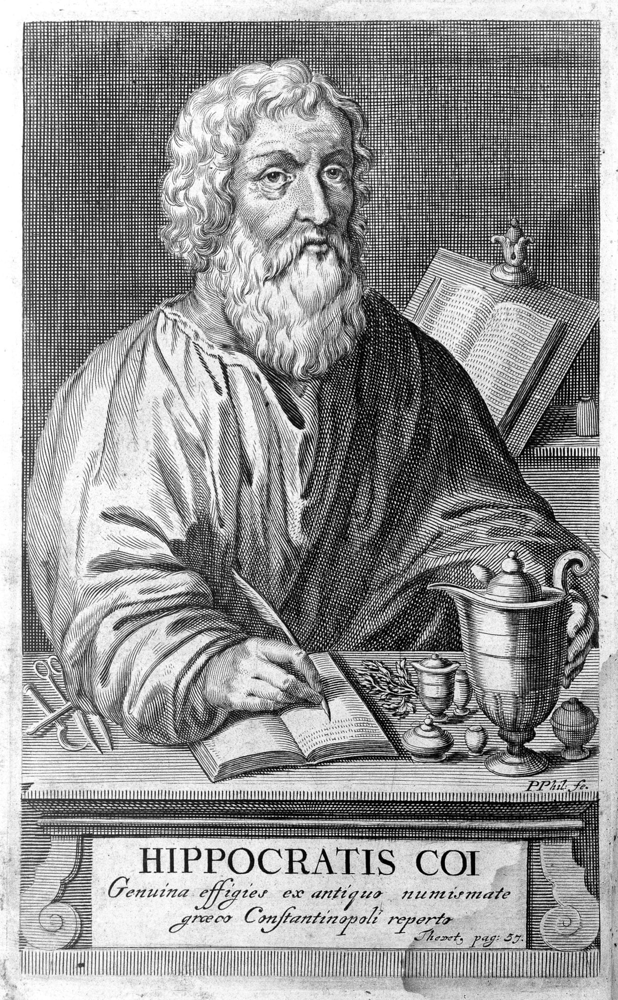 PPhil: fe.
HIPPOCRATIS COI
Genuina effigies ex antiquo numismate
græco Conſtantinopoli reperto
Thevet, pag: 57.